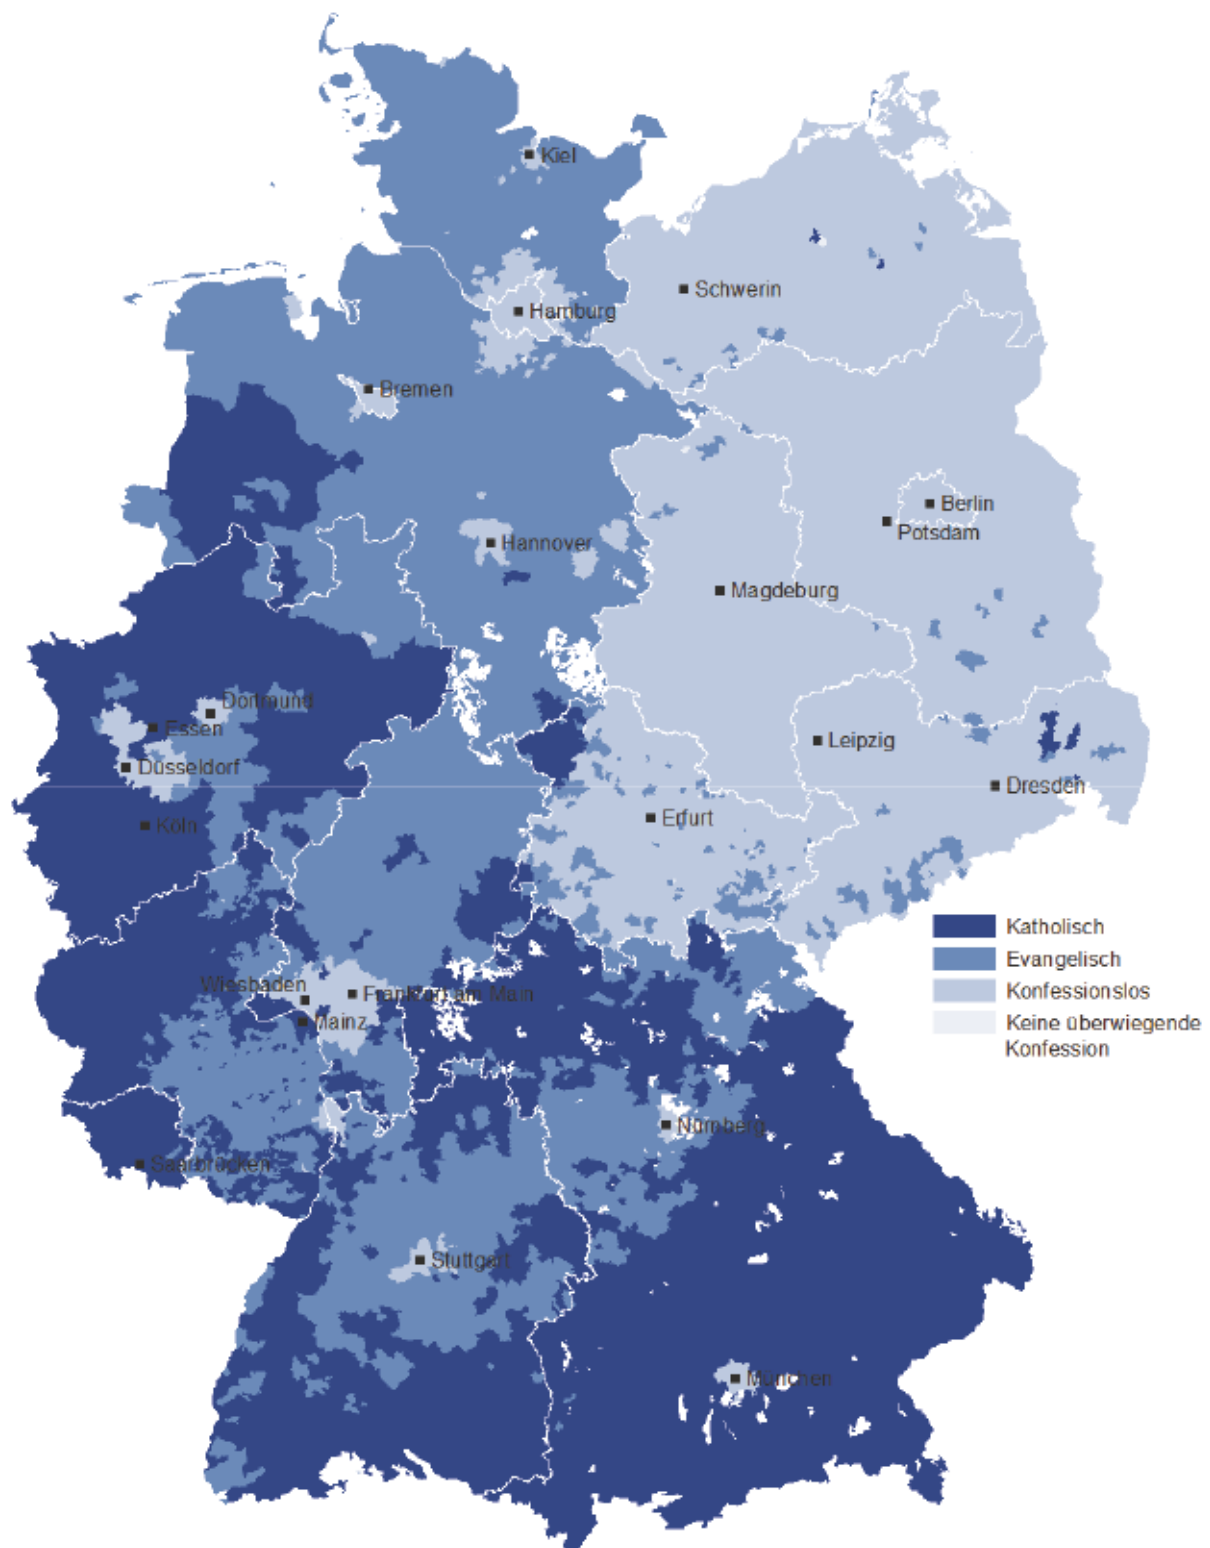 Kiel
Schwerin
Hamburg
Bremen
Berlin
Potsdam
Hannover
Magdeburg
Dortmund
Essen
Leipzig
Düsseldorf
Dresden
Erfurt
Köln
Katholisch
Evangelisch
Wiesbaden
Frankfurt am Main
Konfessionslos
Mainz
Keine überwiegende
Konfession
Nürnberg
Saarbrücken
Stuttgart
München